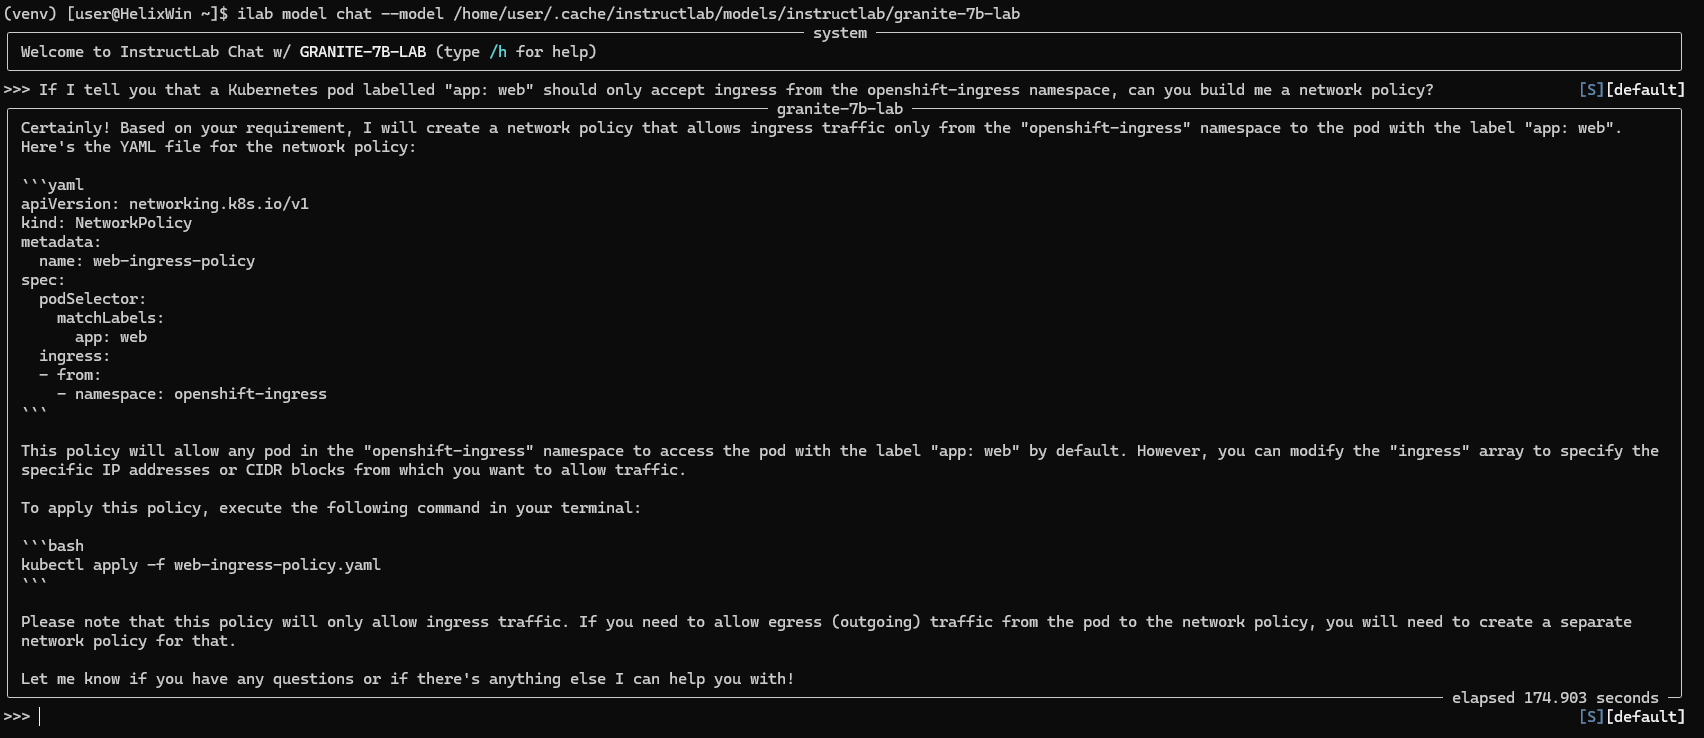 (venv) [user@HelixWin ~]$ ilab model chat --model /home/user/.cache/instructlab/models/instructlab/granite-7b-lab
system
Welcome to InstructLab Chat w/ GRANITE-7B-LAB (type /h for help)
>>> If I tell you that a Kubernetes pod labelled "app: web" should only accept ingress from the openshift-ingress namespace, can you build me a network policy? [S][default]
granite-7b-lab
Certainly! Based on your requirement, I will create a network policy that allows ingress traffic only from the "openshift-ingress" namespace to the pod with the label "app: web".
Here's the YAML file for the network policy:
```yaml
apiVersion: networking.k8s.io/v1
kind: NetworkPolicy
metadata:
  name: web-ingress-policy
spec:
  podSelector:
    matchLabels:
      app: web
  ingress:
  - from:
    - namespace: openshift-ingress
```
This policy will allow any pod in the "openshift-ingress" namespace to access the pod with the label "app: web" by default. However, you can modify the "ingress" array to specify the
specific IP addresses or CIDR blocks from which you want to allow traffic.
To apply this policy, execute the following command in your terminal:
```bash
kubectl apply -f web-ingress-policy.yaml
```
Please note that this policy will only allow ingress traffic. If you need to allow egress (outgoing) traffic from the pod to the network policy, you will need to create a separate
network policy for that.
Let me know if you have any questions or if there's anything else I can help you with!
elapsed 174.903 seconds
>>> [S][default]